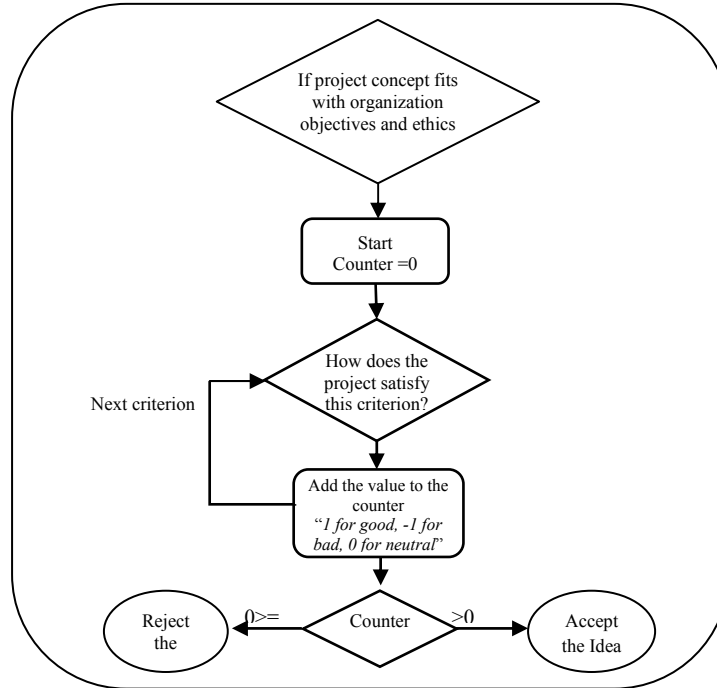 If project concept fits
with organization
objectives and ethics
Start
Counter =0
How does the
project satisfy
this criterion?
Next criterion
Add the value to the
counter
“1 for good, -1 for
bad, 0 for neutral”
Reject
the
0>=
Counter
>0
Accept
the Idea